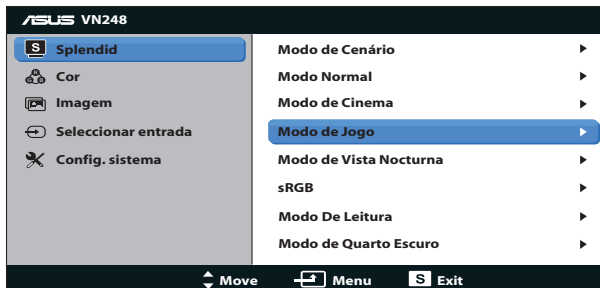 ASUS VN248
S Splendid
Cor
Imagem
Seleccionar entrada
Config. sistema
Modo de Cenário
Modo Normal
Modo de Cinema
Modo de Jogo
Modo de Vista Nocturna
sRGB
Modo De Leitura
Modo de Quarto Escuro
Move Menu S Exit